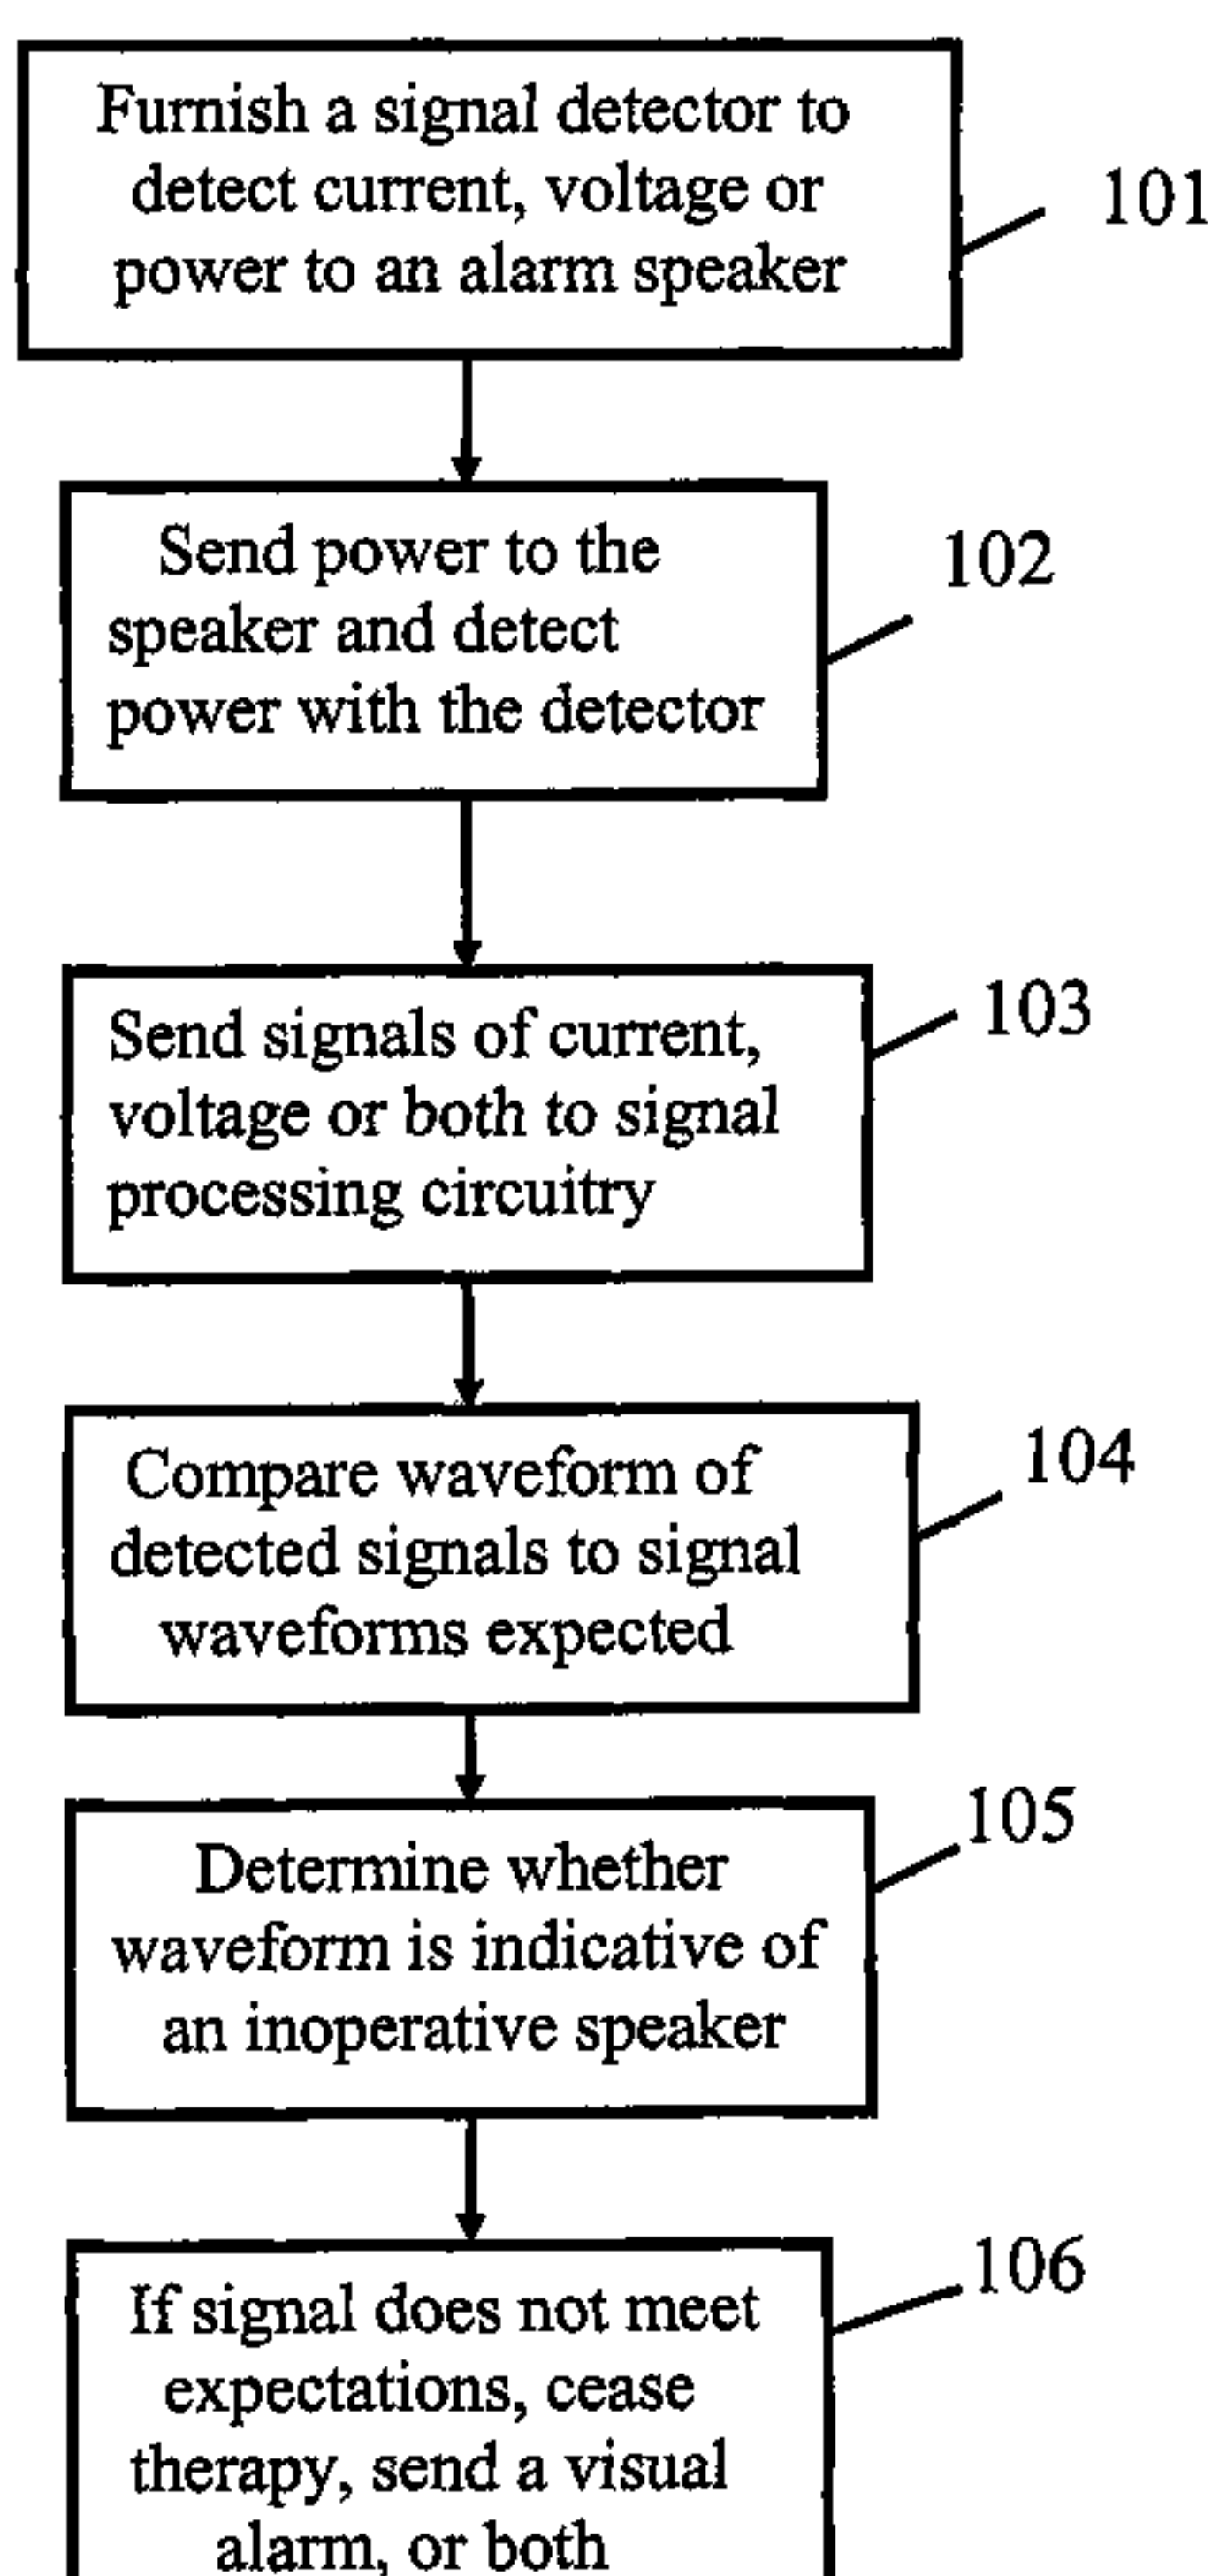 Furnish a signal detector to
detect current, voltage or
power to an alarm speaker
101
Send power to the
speaker and detect
power with the detector
102
Send signals of current,
voltage or both to signal
processing circuitry
103
Compare waveform of
detected signals to signal
waveforms expected
104
Determine whether
waveform is indicative of
an inoperative speaker
105
If signal does not meet
expectations, cease
therapy, send a visual
alarm, or both
106